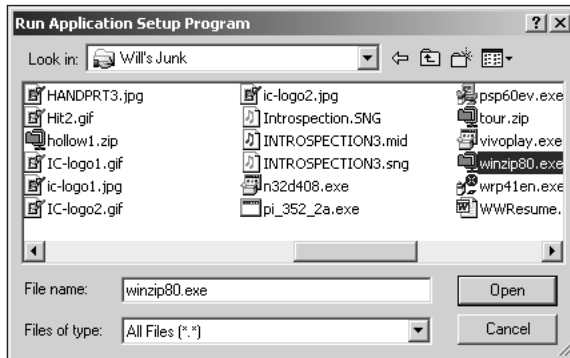 Run Application Setup Program
Look in: Will's Junk
HANDPRT3.jpg
Hit2.gif
hollow1.zip
IC-logo1.gif
ic-logo1.jpg
IC-logo2.gif
ic-logo2.jpg
Introspection.SNG
INTROSPECTION3.mid
INTROSPECTION3.sng
n32d408.exe
pi_352_2a.exe
psp60ev.exe
tour.zip
vivoplay.exe
winzip80.exe
wrp41en.exe
WWResume.
File name: winzip80.exe Open
Files of type: All Files (*.*) Cancel